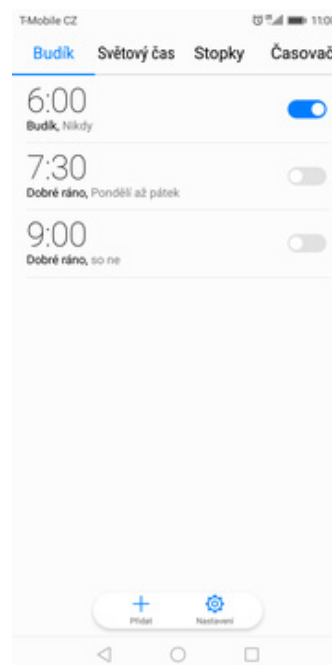 T-Mobile CZ 11:00
Budík Světový čas Stopky Časovač
6:00
Budík, Nikdy
7:30
Dobré ráno, Pondělí až pátek
9:00
Dobré ráno, so ne
Přidat Nastavení